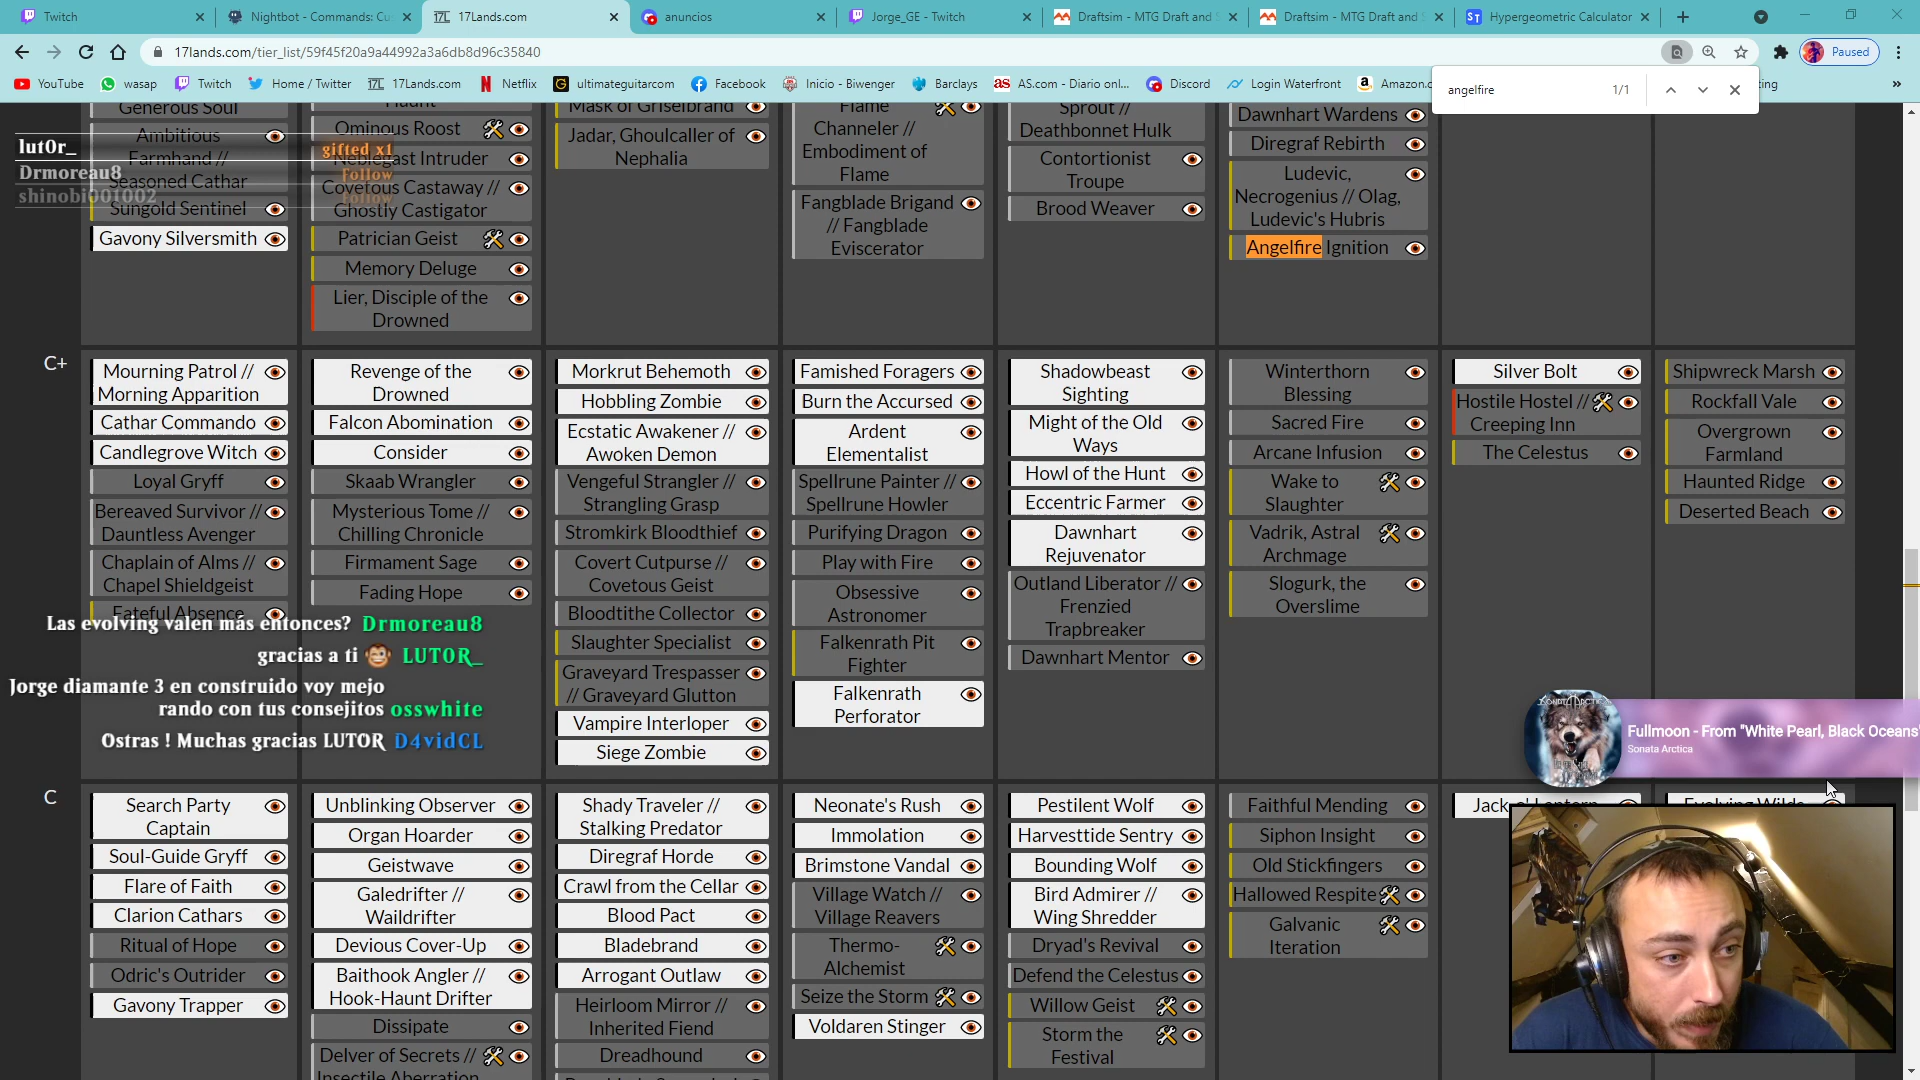 Twitch
Nightbot - Commands: Cu
17Lands.com
anuncios
Jorge_GE - Twitch
Draftsim - MTG Draft and
Draftsim - MTG Draft and
Hypergeometric Calculator
17lands.com/tier_list/59f45f20a9a44992a3a6db8d96c35840
Paused
YouTube
wasap
Twitch
Home / Twitter
17Lands.com
Netflix
ultimateguitarcom
Facebook
Inicio - Biwenger
Barclays
AS.com - Diario onl...
Discord
Login Waterfront
Amazon.c
angelfire
1/1
lut0r_ gifted x1
Drmoreau8 Follow
shinobi001002 Follow
Generous Soul
Ambitious
Farmhand //
Seasoned Cathar
Sungold Sentinel
Gavony Silversmith
Haunt
Ominous Roost
Neblegast Intruder
Covetous Castaway //
Ghostly Castigator
Patrician Geist
Memory Deluge
Lier, Disciple of the
Drowned
Mask of Griselbrand
Jadar, Ghoulcaller of
Nephalia
Flame
Channeler //
Embodiment of
Flame
Fangblade Brigand
// Fangblade
Eviscerator
Sprout //
Deathbonnet Hulk
Contortionist
Troupe
Brood Weaver
Dawnhart Wardens
Diregraf Rebirth
Ludevic,
Necrogenius // Olag,
Ludevic's Hubris
Angelfire Ignition
C+
Mourning Patrol //
Morning Apparition
Cathar Commando
Candlegrove Witch
Loyal Gryff
Bereaved Survivor //
Dauntless Avenger
Chaplain of Alms //
Chapel Shieldgeist
Fateful Absence
Revenge of the
Drowned
Falcon Abomination
Consider
Skaab Wrangler
Mysterious Tome //
Chilling Chronicle
Firmament Sage
Fading Hope
Morkrut Behemoth
Hobbling Zombie
Ecstatic Awakener //
Awoken Demon
Vengeful Strangler //
Strangling Grasp
Stromkirk Bloodthief
Covert Cutpurse //
Covetous Geist
Bloodtithe Collector
Slaughter Specialist
Graveyard Trespasser
// Graveyard Glutton
Vampire Interloper
Siege Zombie
Famished Foragers
Burn the Accursed
Ardent
Elementalist
Spellrune Painter //
Spellrune Howler
Purifying Dragon
Play with Fire
Obsessive
Astronomer
Falkenrath Pit
Fighter
Falkenrath
Perforator
Shadowbeast
Sighting
Might of the Old
Ways
Howl of the Hunt
Eccentric Farmer
Dawnhart
Rejuvenator
Outland Liberator //
Frenzied
Trapbreaker
Dawnhart Mentor
Winterthorn
Blessing
Sacred Fire
Arcane Infusion
Wake to
Slaughter
Vadrik, Astral
Archmage
Slogurk, the
Overslime
Silver Bolt
Hostile Hostel //
Creeping Inn
The Celestus
Shipwreck Marsh
Rockfall Vale
Overgrown
Farmland
Haunted Ridge
Deserted Beach
Las evolving valen más entonces? Drmoreau8
gracias a ti LUT0R_
Jorge diamante 3 en construido voy mejo
rando con tus consejitos osswhite
Ostras ! Muchas gracias LUTOR D4vidCL
Fullmoon - From "White Pearl, Black Oceans"
Sonata Arctica
C
Search Party
Captain
Soul-Guide Gryff
Flare of Faith
Clarion Cathars
Ritual of Hope
Odric's Outrider
Gavony Trapper
Unblinking Observer
Organ Hoarder
Geistwave
Galedrifter //
Waildrifter
Devious Cover-Up
Baithook Angler //
Hook-Haunt Drifter
Dissipate
Delver of Secrets //
Insectile Aberration
Shady Traveler //
Stalking Predator
Diregraf Horde
Crawl from the Cellar
Blood Pact
Bladebrand
Arrogant Outlaw
Heirloom Mirror //
Inherited Fiend
Dreadhound
Neonate's Rush
Immolation
Brimstone Vandal
Village Watch //
Village Reavers
Thermo-
Alchemist
Seize the Storm
Voldaren Stinger
Pestilent Wolf
Harvesttide Sentry
Bounding Wolf
Bird Admirer //
Wing Shredder
Dryad's Revival
Defend the Celestus
Willow Geist
Storm the
Festival
Faithful Mending
Siphon Insight
Old Stickfingers
Hallowed Respite
Galvanic
Iteration
Jack-o'-Lantern
Evolving Wilds